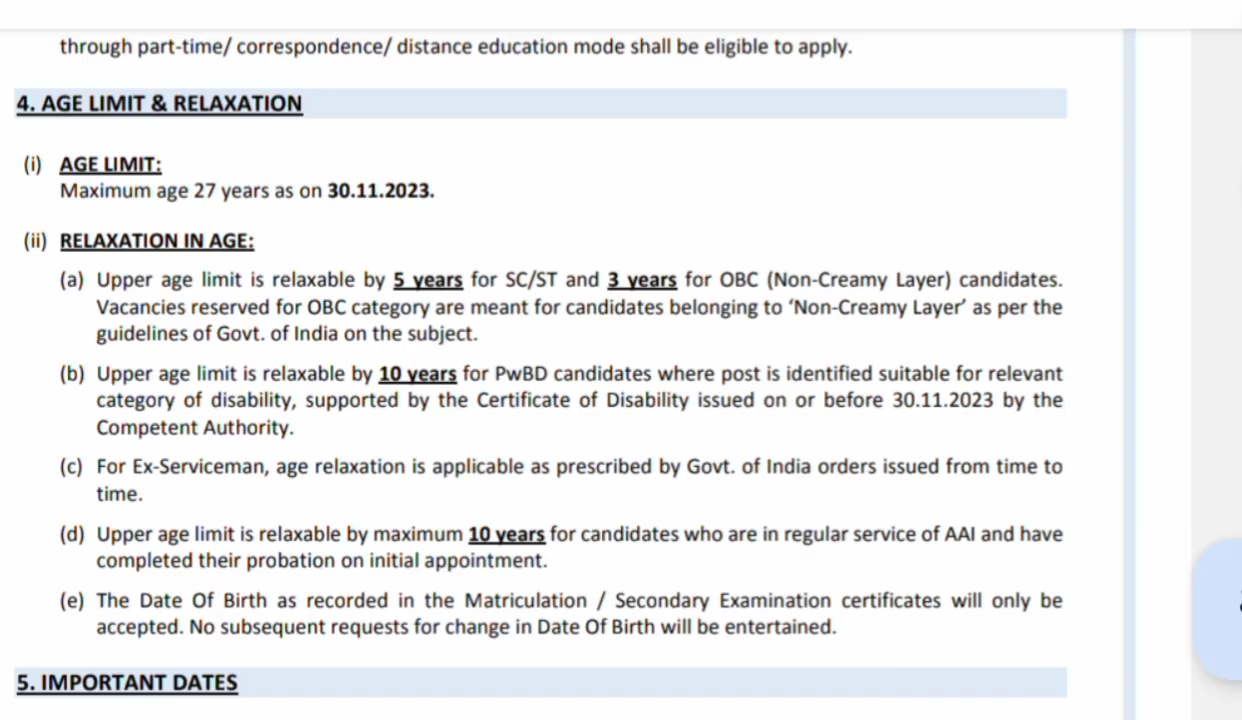 through part-time/ correspondence/ distance education mode shall be eligible to apply.
4. AGE LIMIT & RELAXATION
(i) AGE LIMIT:
Maximum age 27 years as on 30.11.2023.
(ii) RELAXATION IN AGE:
(a) Upper age limit is relaxable by 5 years for SC/ST and 3 years for OBC (Non-Creamy Layer) candidates.
Vacancies reserved for OBC category are meant for candidates belonging to ‘Non-Creamy Layer’ as per the
guidelines of Govt. of India on the subject.
(b) Upper age limit is relaxable by 10 years for PwBD candidates where post is identified suitable for relevant
category of disability, supported by the Certificate of Disability issued on or before 30.11.2023 by the
Competent Authority.
(c) For Ex-Serviceman, age relaxation is applicable as prescribed by Govt. of India orders issued from time to
time.
(d) Upper age limit is relaxable by maximum 10 years for candidates who are in regular service of AAI and have
completed their probation on initial appointment.
(e) The Date Of Birth as recorded in the Matriculation / Secondary Examination certificates will only be
accepted. No subsequent requests for change in Date Of Birth will be entertained.
5. IMPORTANT DATES